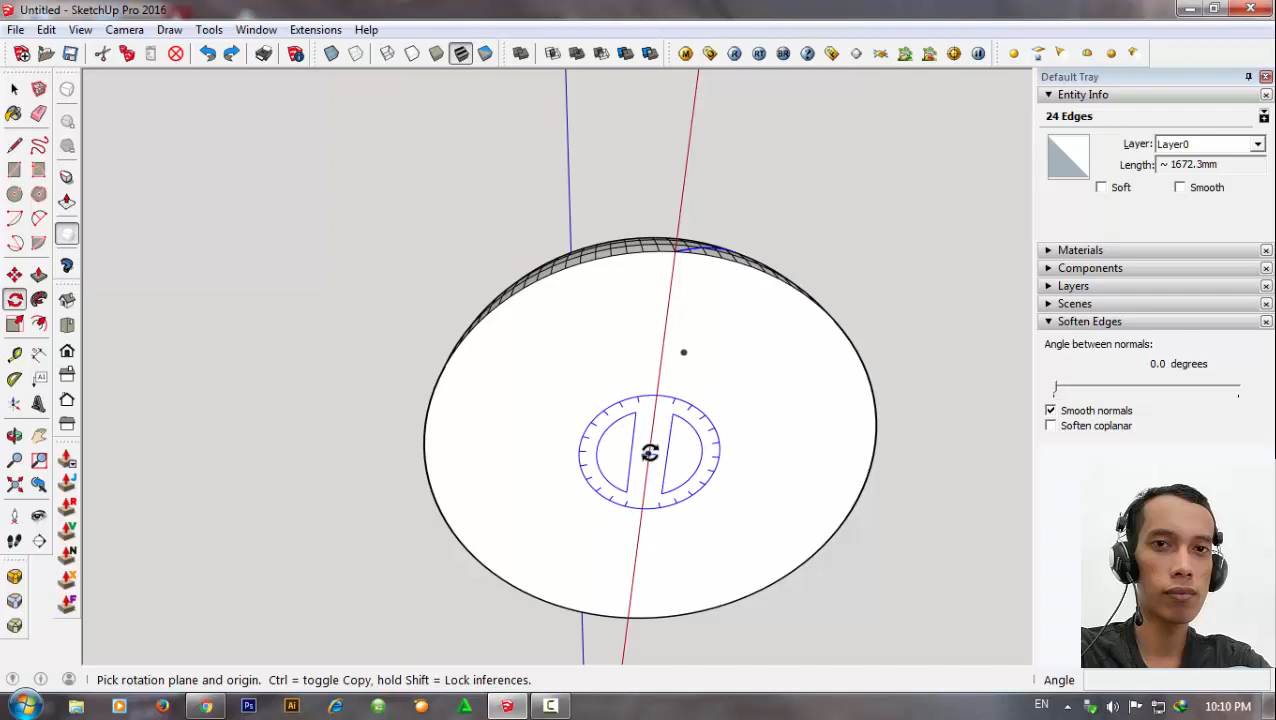 Untitled - SketchUp Pro 2016
File Edit View Camera Draw Tools Window Extensions Help
Default Tray
Entity Info
24 Edges
Layer: Layer0
Length: ~ 1672.3mm
Soft Smooth
Materials
Components
Layers
Scenes
Soften Edges
Angle between normals:
0.0 degrees
Smooth normals
Soften coplanar
Pick rotation plane and origin. Ctrl = toggle Copy, hold Shift = Lock inferences.
Angle
EN
10:10 PM